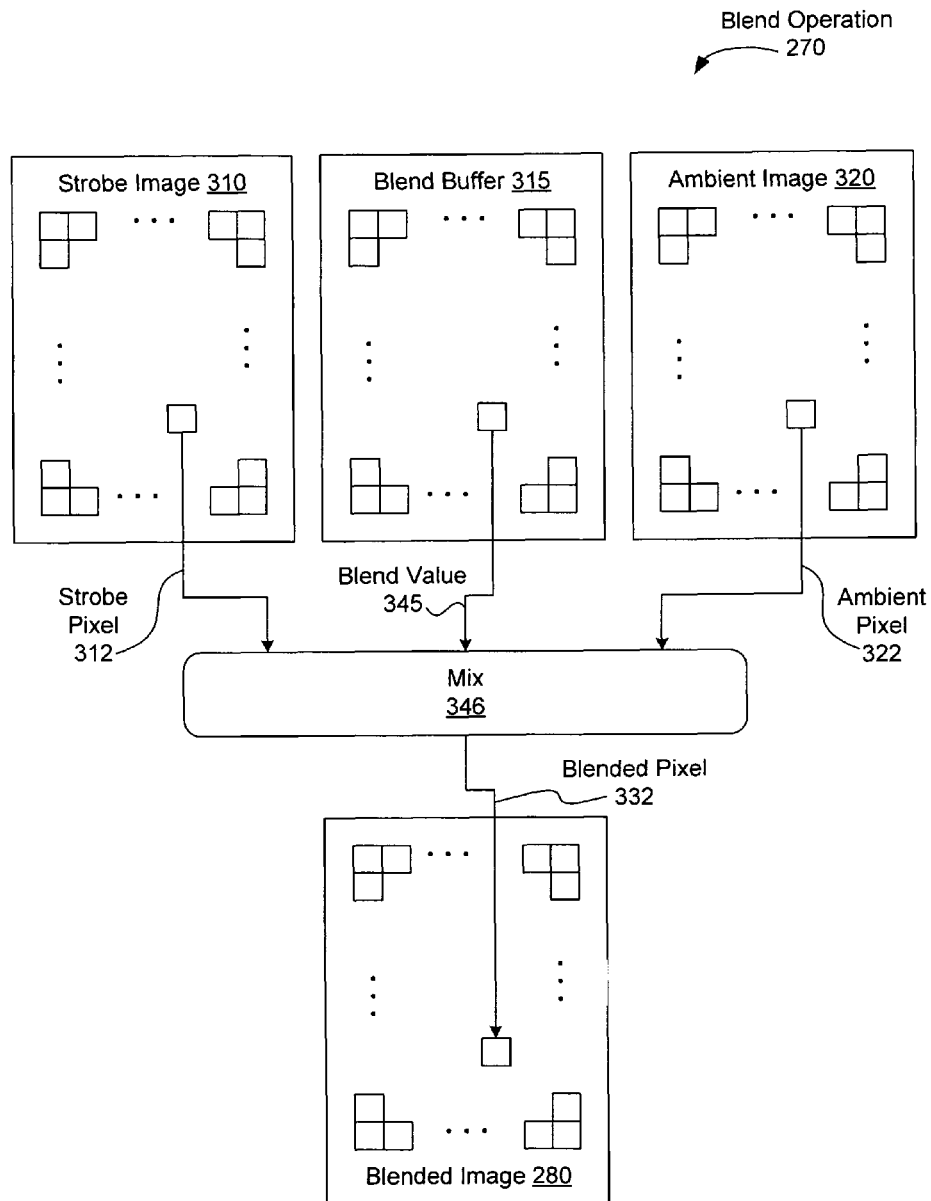 Blend Operation
270
Strobe Image 310
Blend Buffer 315
Ambient Image 320
Strobe
Pixel
312
Blend Value
345
Ambient
Pixel
322
Mix
346
Blended Pixel
332
Blended Image 280